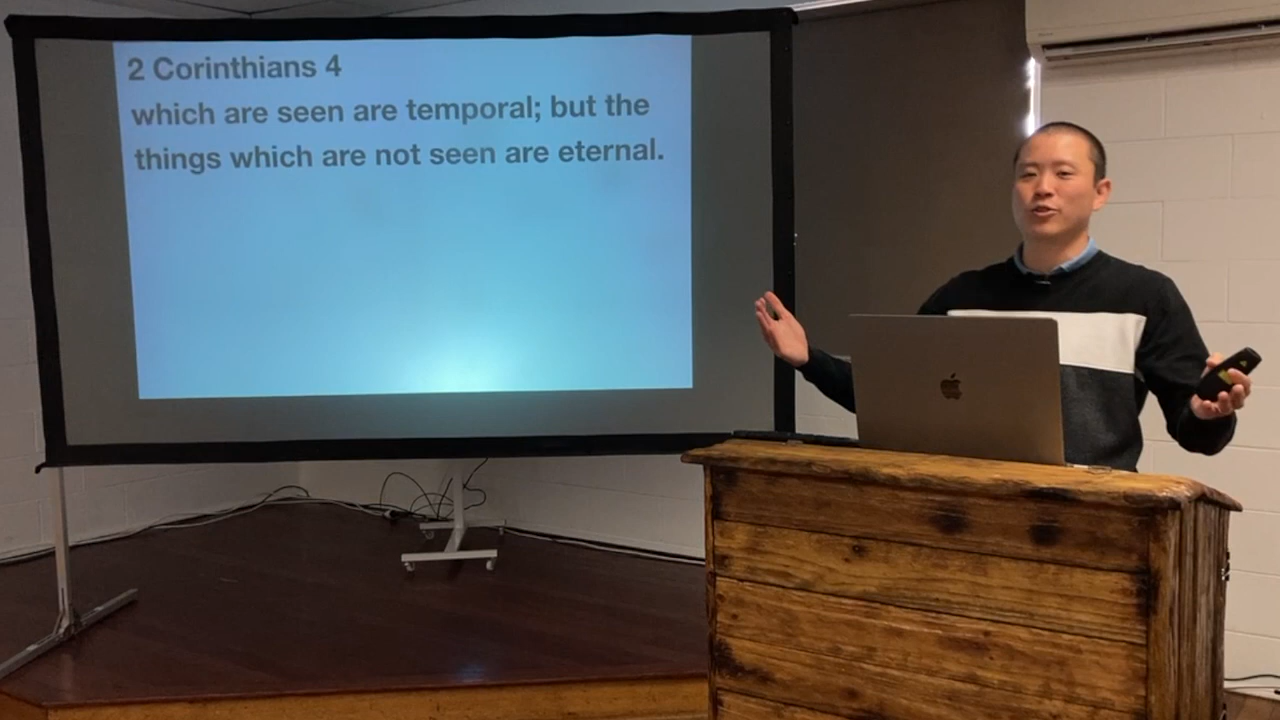 2 Corinthians 4
which are seen are temporal; but the
things which are not seen are eternal.